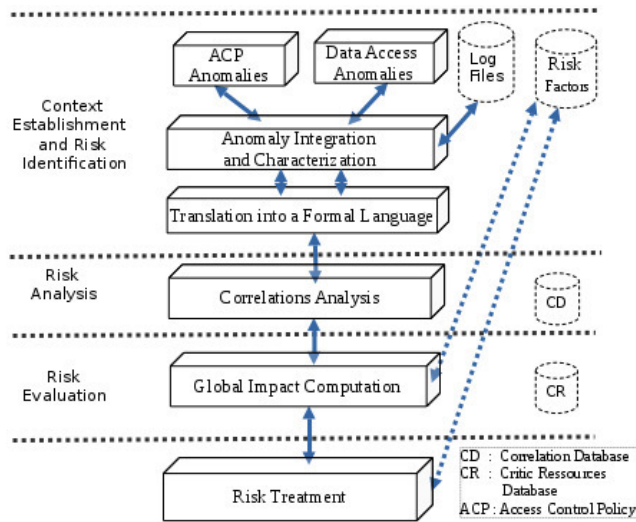 ACP
Anomalies
Data Access
Anomalies
Log
Files
Risk
Factors
Context
Establishment
and Risk
Identification
Anomaly Integration
and Characterization
Translation into a Formal Language
Risk
Analysis
Correlations Analysis
CD
Risk
Evaluation
Global Impact Computation
CR
Risk Treatment
CD : Correlation Database
CR : Critic Ressources
Database
ACP : Access Control Policy